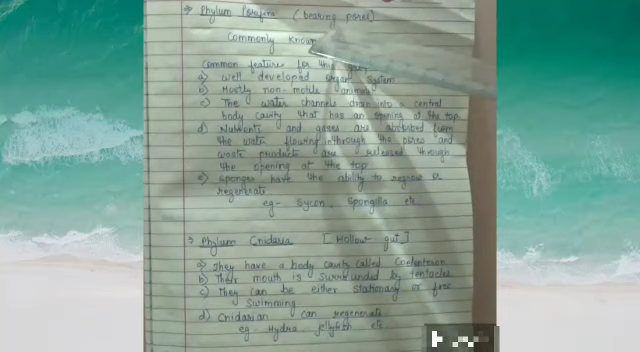 ⇒ Phylum Porifera (bearing pores)
Commonly Known
Common features for this
a) well developed organ System
b) Mostly non-motile animals
c) The water channels drain into central
body cavity that has an opening at the top
d) Nutrients and gases are absorbed from
the water flowing in through the pores and
waste products are released through
the opening at the top
e) Sponges have the ability to regrow or
regenerate
eg- Sycon, Spongilla etc
Phylum Cnidaria [Hollow gut]
a) They have a body cavity called Coelenteron
b) Their mouth is surrounded by tentacles
c) They can be either Stationary or free
Swimming
d) Cnidarian can regenerate
eg Hydra, jellyfish etc